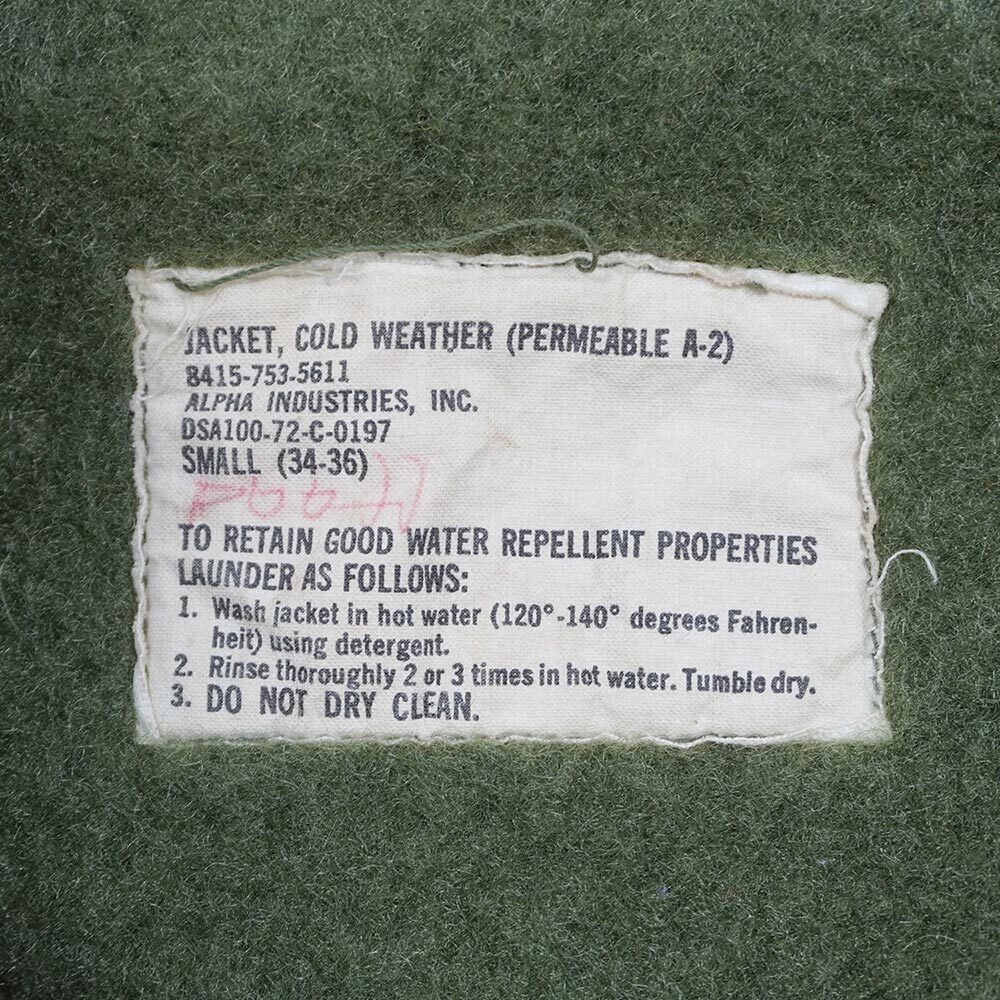 JACKET, COLD WEATHER (PERMEABLE A-2)
8415-753-5611
ALPHA INDUSTRIES, INC.
DSA100-72-C-0197
SMALL (34-36)
TO RETAIN GOOD WATER REPELLENT PROPERTIES
LAUNDER AS FOLLOWS:
1. Wash jacket in hot water (120°-140° degrees Fahren-
heit) using detergent.
2. Rinse thoroughly 2 or 3 times in hot water. Tumble dry.
3. DO NOT DRY CLEAN.